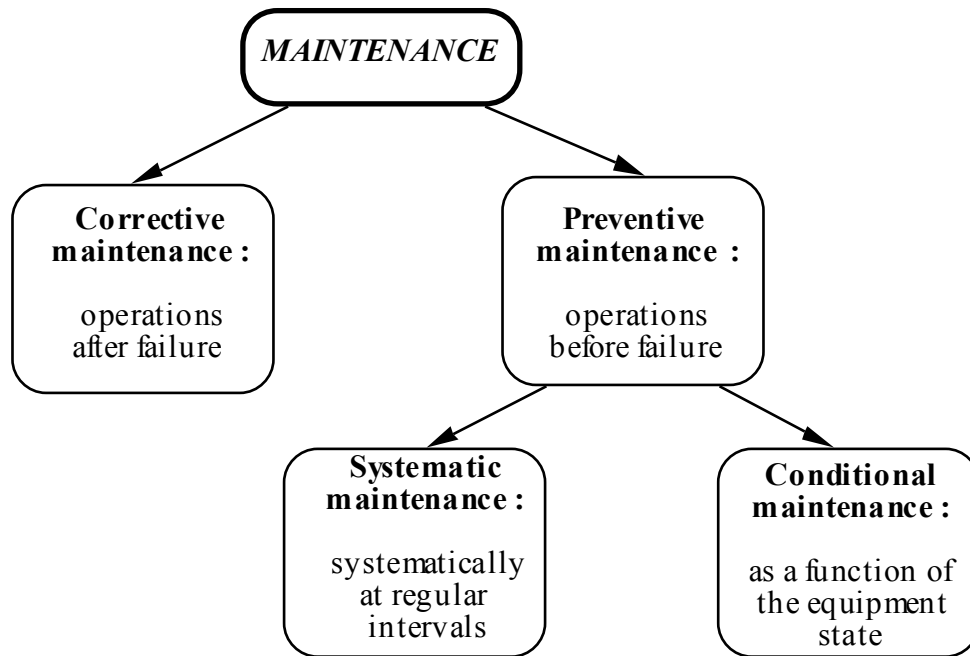 MAINTENANCE
Corrective
maintenance :
operations
after failure
Preventive
maintenance :
operations
before failure
Systematic
maintenance :
systematically
at regular
intervals
Conditional
maintenance :
as a function of
the equipment
state